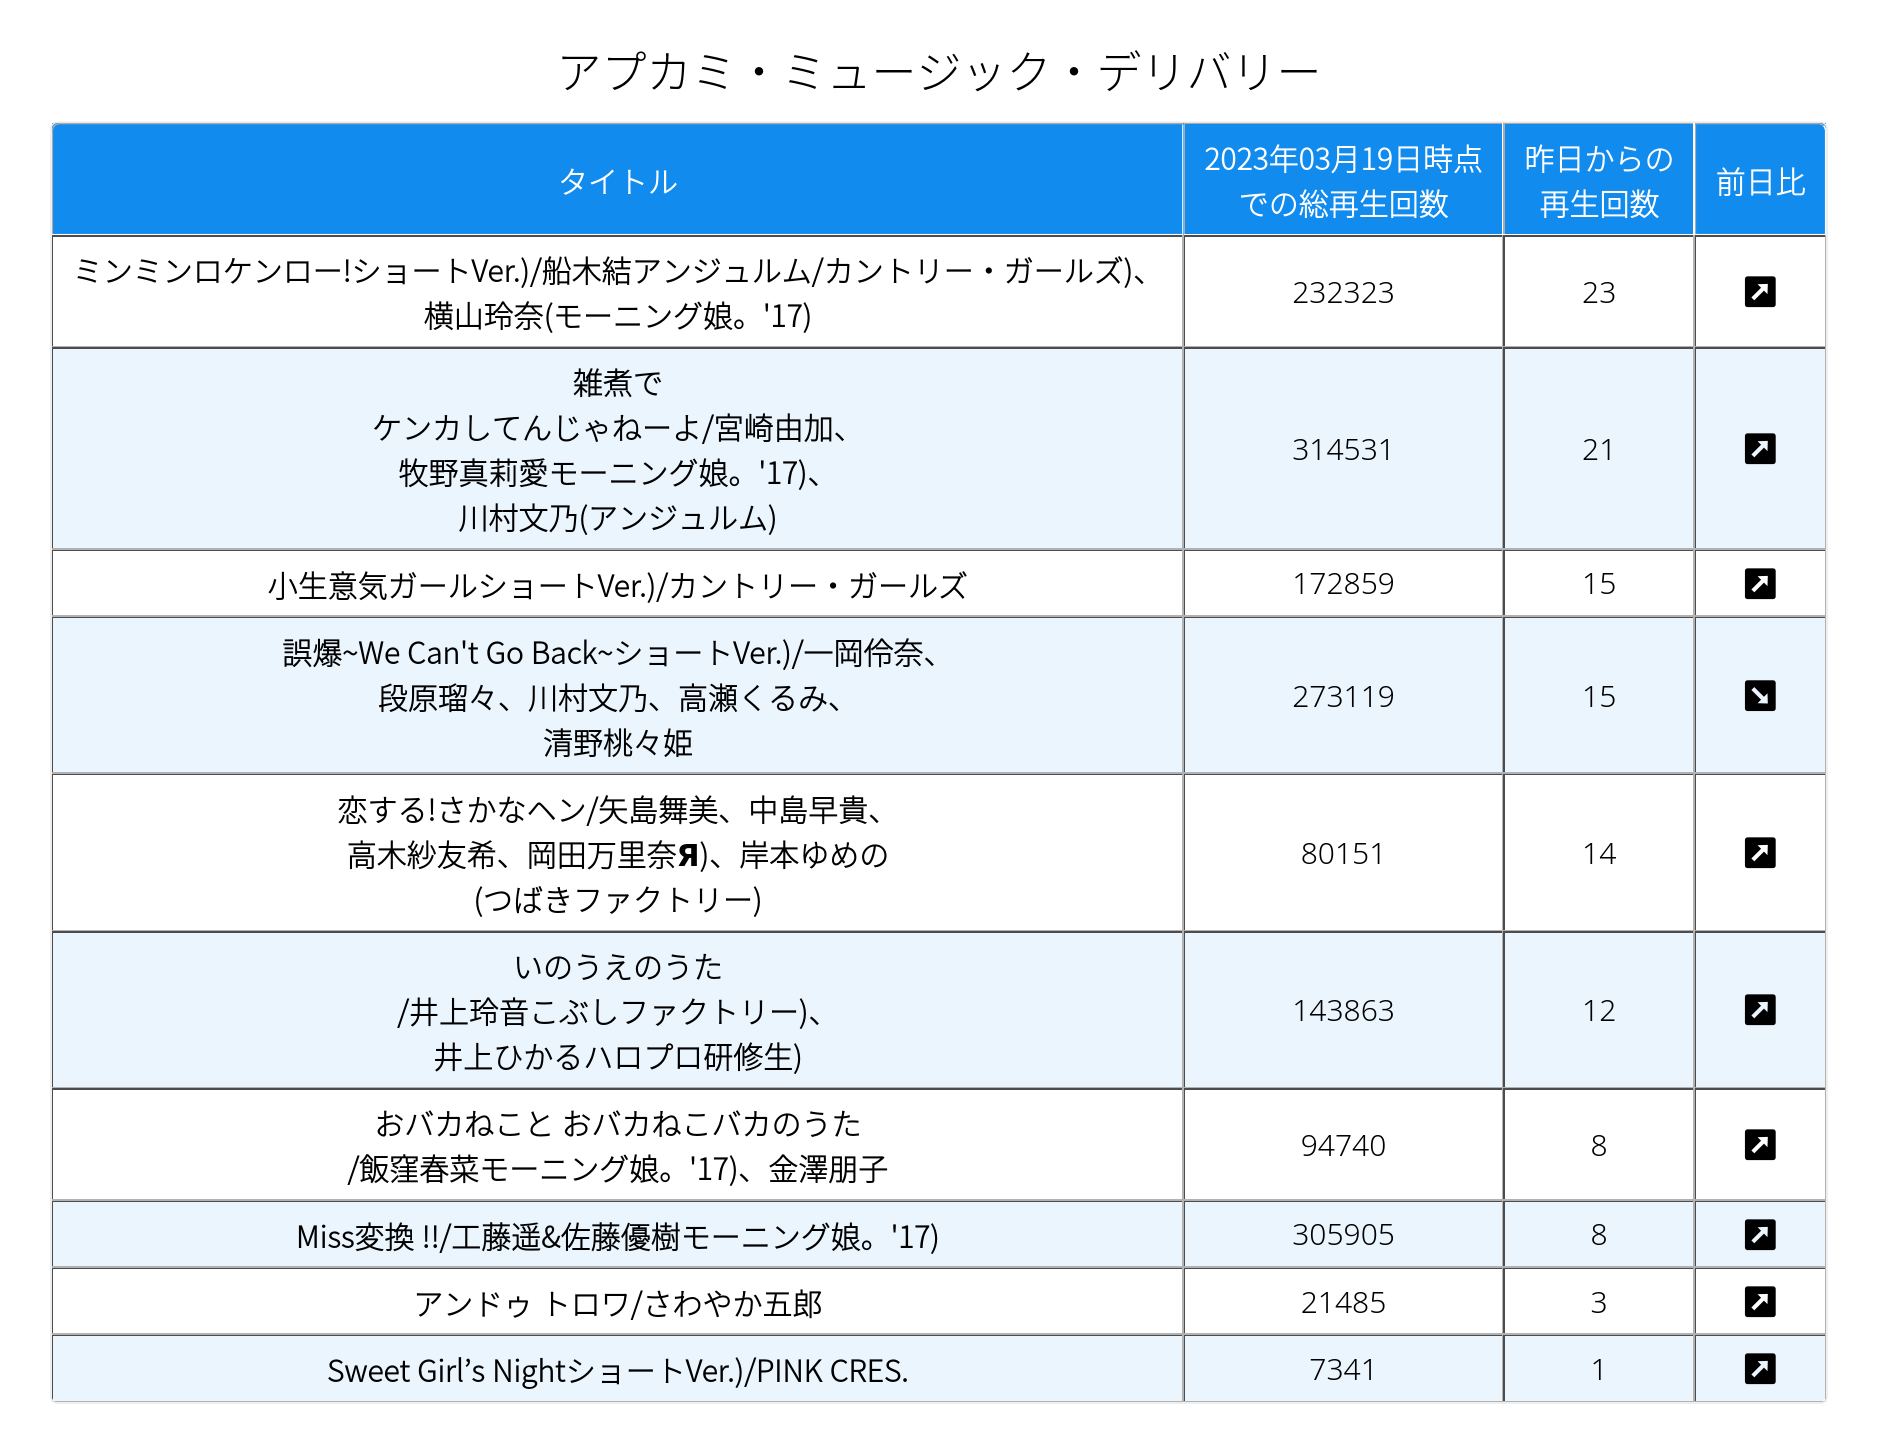 アプカミ・ミュージック・デリバリー
タイトル
2023年03月19日時点
での総再生回数
昨日からの
再生回数
前日比
ミンミンロケンロー!ショートVer.)/船木結アンジュルム/カントリー・ガールズ)、
横山玲奈(モーニング娘。'17)
232323
23
雑煮で
ケンカしてんじゃねーよ/宮崎由加、
牧野真莉愛モーニング娘。'17)、
川村文乃(アンジュルム)
314531
21
小生意気ガールショートVer.)/カントリー・ガールズ
172859
15
誤爆~We Can't Go Back~ショートVer.)/一岡伶奈、
段原瑠々、川村文乃、高瀬くるみ、
清野桃々姫
273119
15
恋する!さかなヘン/矢島舞美、中島早貴、
高木紗友希、岡田万里奈Я)、岸本ゆめの
(つばきファクトリー)
80151
14
いのうえのうた
/井上玲音こぶしファクトリー)、
井上ひかるハロプロ研修生)
143863
12
おバカねこと おバカねこバカのうた
/飯窪春菜モーニング娘。'17)、金澤朋子
94740
8
Miss変換 !!/工藤遥&佐藤優樹モーニング娘。'17)
305905
8
アンドゥ トロワ/さわやか五郎
21485
3
Sweet Girl’s NightショートVer.)/PINK CRES.
7341
1